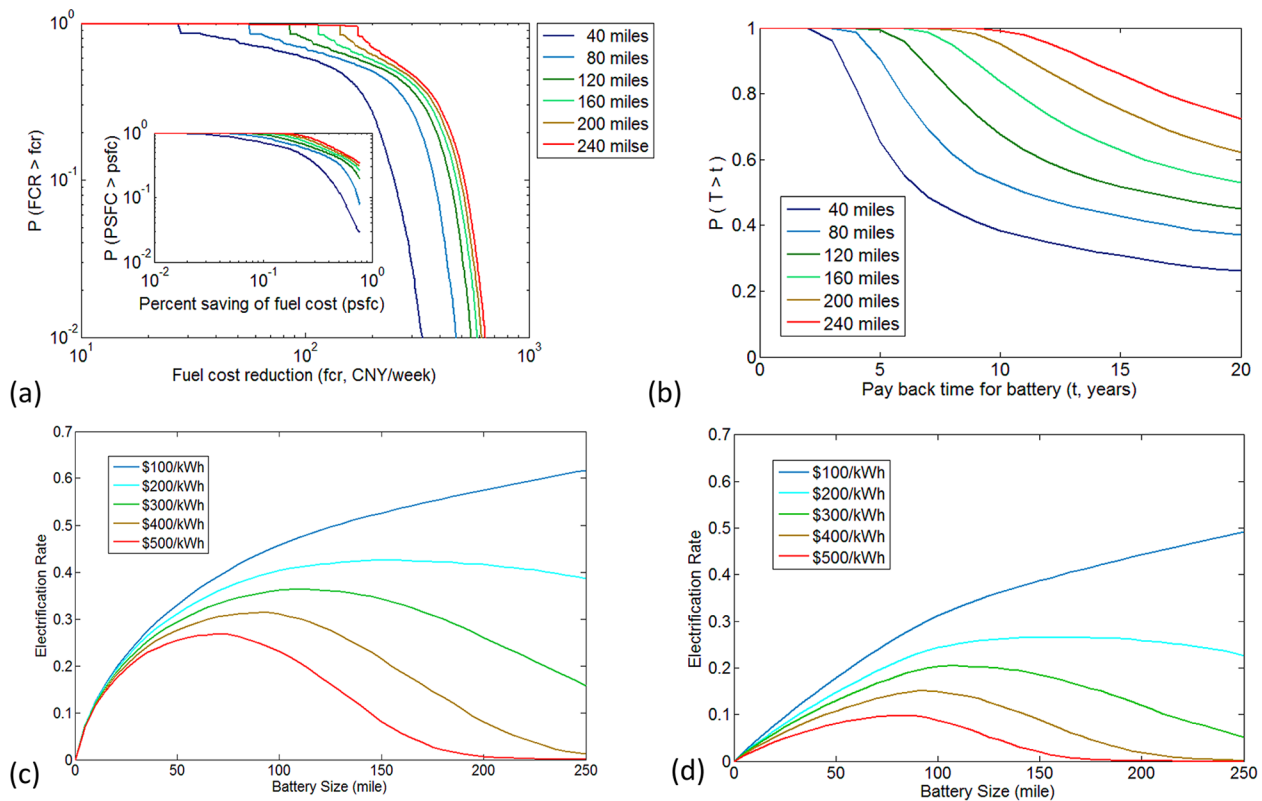 10^0
10^-1
10^-2
P (FCR > fcr)
10^1
10^2
10^3
Fuel cost reduction (fcr, CNY/week)
40 miles
80 miles
120 miles
160 miles
200 miles
240 milse
10^0
10^-1
10^-2
P (PSFC > psfc)
10^-2
10^-1
10^0
Percent saving of fuel cost (psfc)
(a)
1
0.8
0.6
0.4
0.2
0
P ( T > t )
0
5
10
15
20
Pay back time for battery (t, years)
40 miles
80 miles
120 miles
160 miles
200 miles
240 miles
(b)
0.7
0.6
0.5
0.4
0.3
0.2
0.1
0
Electrification Rate
0
50
100
150
200
250
Battery Size (mile)
$100/kWh
$200/kWh
$300/kWh
$400/kWh
$500/kWh
(c)
0.7
0.6
0.5
0.4
0.3
0.2
0.1
0
Electrification Rate
0
50
100
150
200
250
Battery Size (mile)
$100/kWh
$200/kWh
$300/kWh
$400/kWh
$500/kWh
(d)